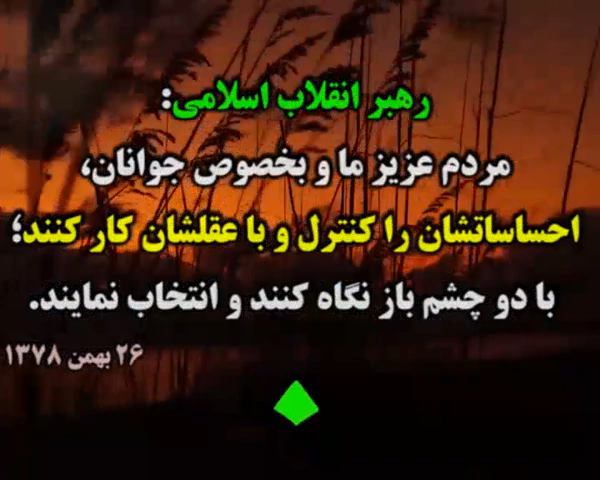 رهبر انقلاب اسلامی:
مردم عزیز ما و بخصوص جوانان،
احساساتشان را کنترل و با عقلشان کار کنند؛
با دو چشم باز نگاه کنند و انتخاب نمایند.
۲۶ بهمن ۱۳۷۸